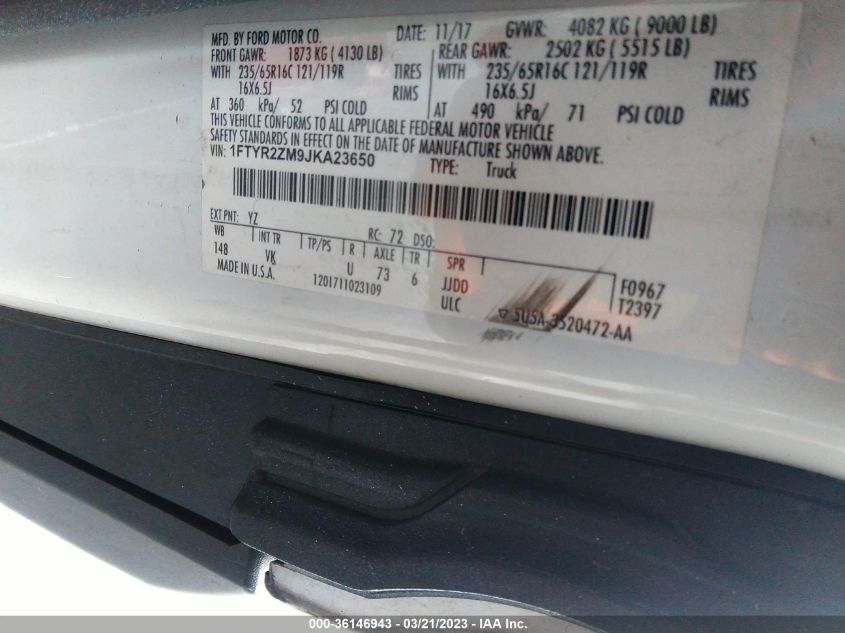 MFD. BY FORD MOTOR CO. DATE: 11/17 GVWR: 4082 KG ( 9000 LB)
FRONT GAWR: 1873 KG ( 4130 LB) REAR GAWR: 2502 KG ( 5515 LB)
WITH 235/65R16C 121/119R TIRES WITH 235/65R16C 121/119R TIRES
16X6.5J RIMS 16X6.5J RIMS
AT 360 kPa/ 52 PSI COLD AT 490 kPa/ 71 PSI COLD
THIS VEHICLE CONFORMS TO ALL APPLICABLE FEDERAL MOTOR VEHICLE
SAFETY STANDARDS IN EFFECT ON THE DATE OF MANUFACTURE SHOWN ABOVE.
VIN: 1FTYR2ZM9JKA23650
TYPE: Truck
EXT PNT: YZ RC: 72 DSO:
WB INT TR TP/PS R AXLE TR SPR
148 VK U 73 6 JJDD F0967
MADE IN U.S.A. 1201711023109 ULC T2397
5U5A-3520472-AA
000-36146943 / 03/21/2023 / IAA Inc.